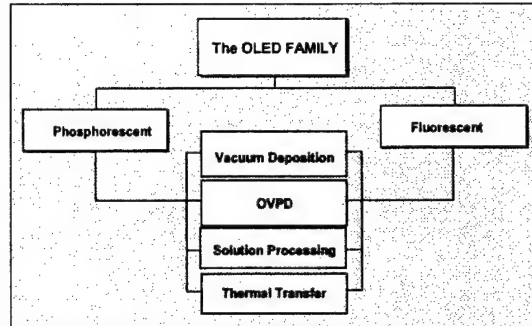 The OLED FAMILY
Phosphorescent
Fluorescent
Vacuum Deposition
OVPD
Solution Processing
Thermal Transfer